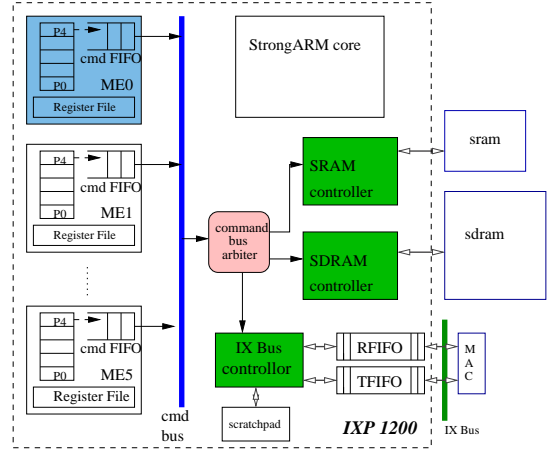 P4
cmd FIFO
P0
ME0
Register File
StrongARM core
P4
cmd FIFO
P0
ME1
Register File
P4
cmd FIFO
P0
ME5
Register File
cmd
bus
command
bus
arbiter
SRAM
controller
SDRAM
controller
IX Bus
controllor
scratchpad
RFIFO
TFIFO
IXP 1200
sram
sdram
M
A
C
IX Bus